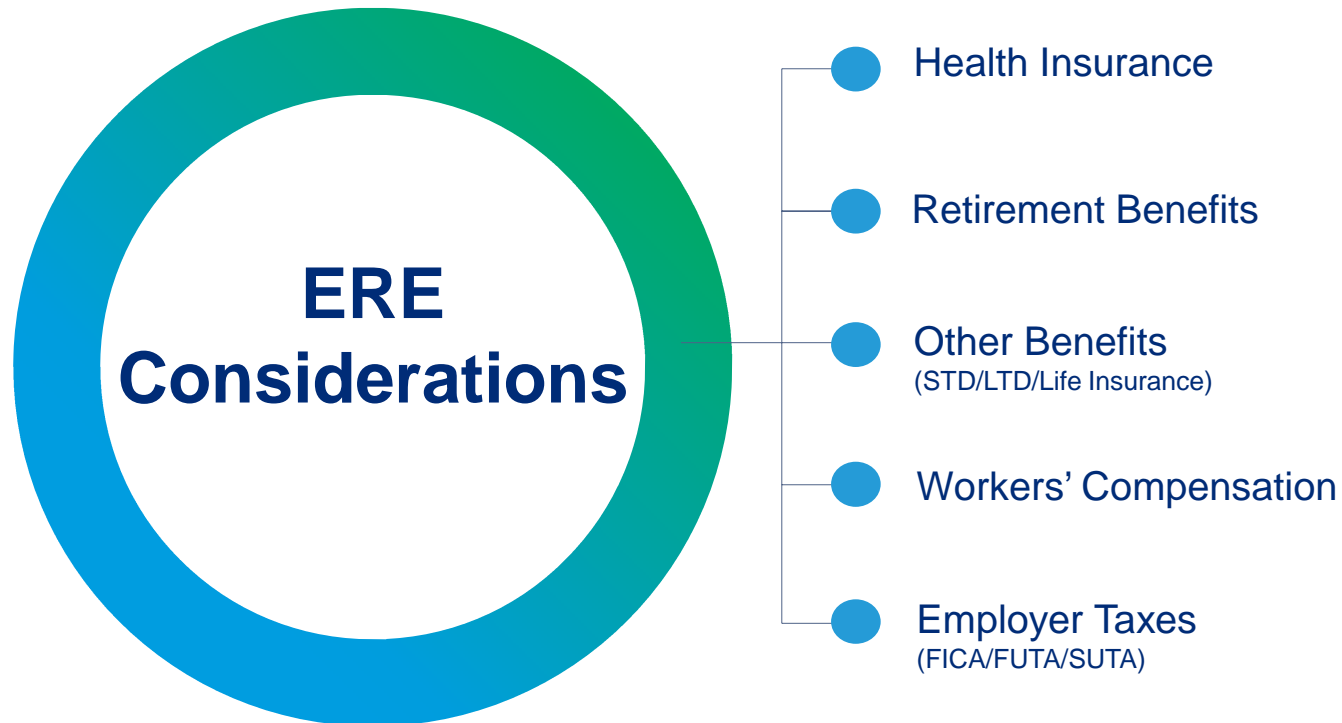 ERE
Considerations
Health Insurance
Retirement Benefits
Other Benefits
(STD/LTD/Life Insurance)
Workers’ Compensation
Employer Taxes
(FICA/FUTA/SUTA)